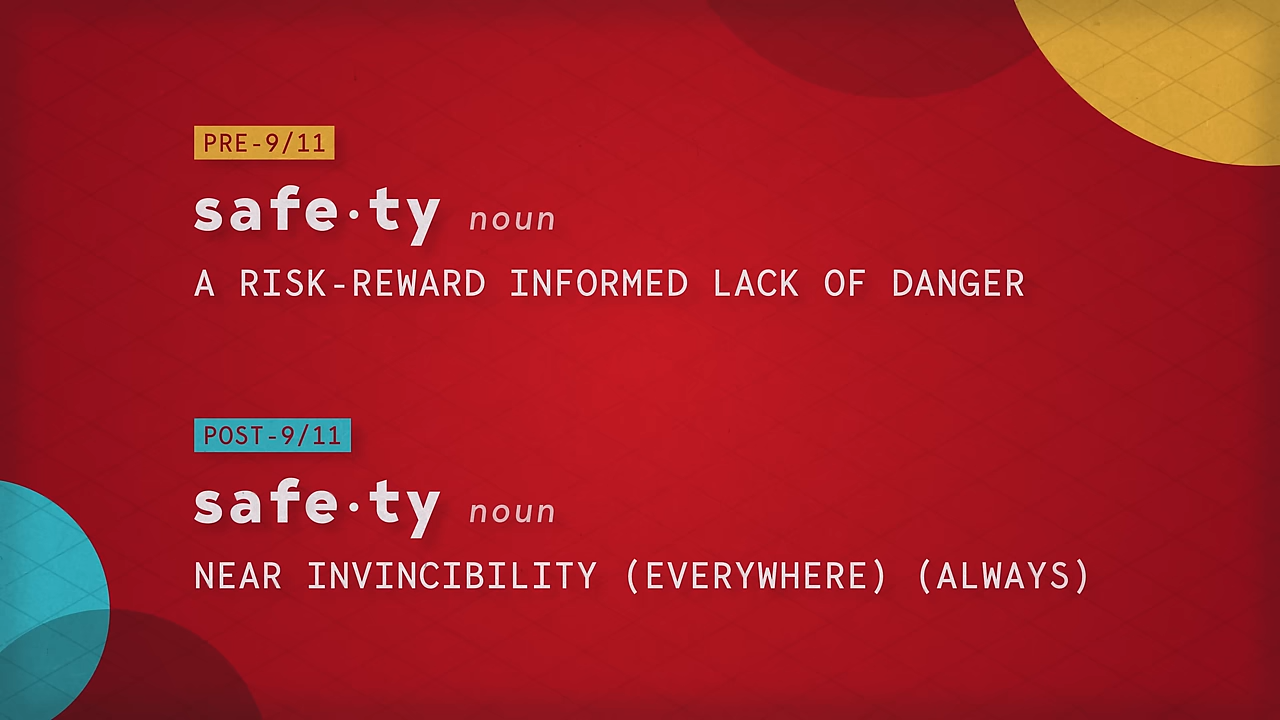 PRE-9/11
safe·ty noun
A RISK-REWARD INFORMED LACK OF DANGER
POST-9/11
safe·ty noun
NEAR INVINCIBILITY (EVERYWHERE) (ALWAYS)